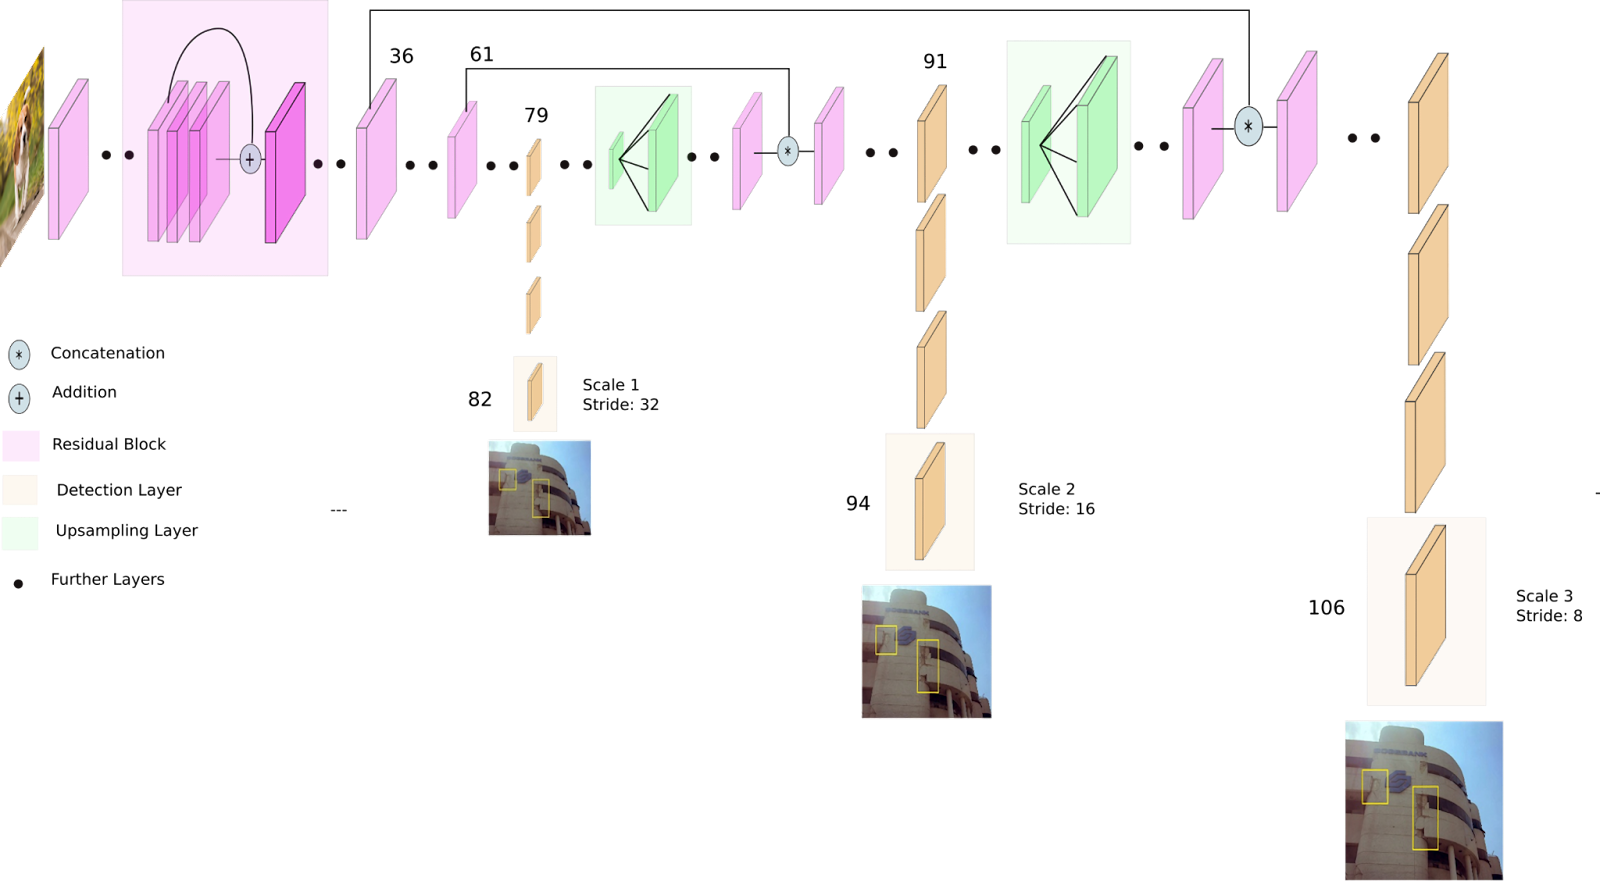 36
61
79
91
*
+
*
82
Scale 1
Stride: 32
94
Scale 2
Stride: 16
106
Scale 3
Stride: 8
* Concatenation
+ Addition
Residual Block
Detection Layer
Upsampling Layer
Further Layers
---